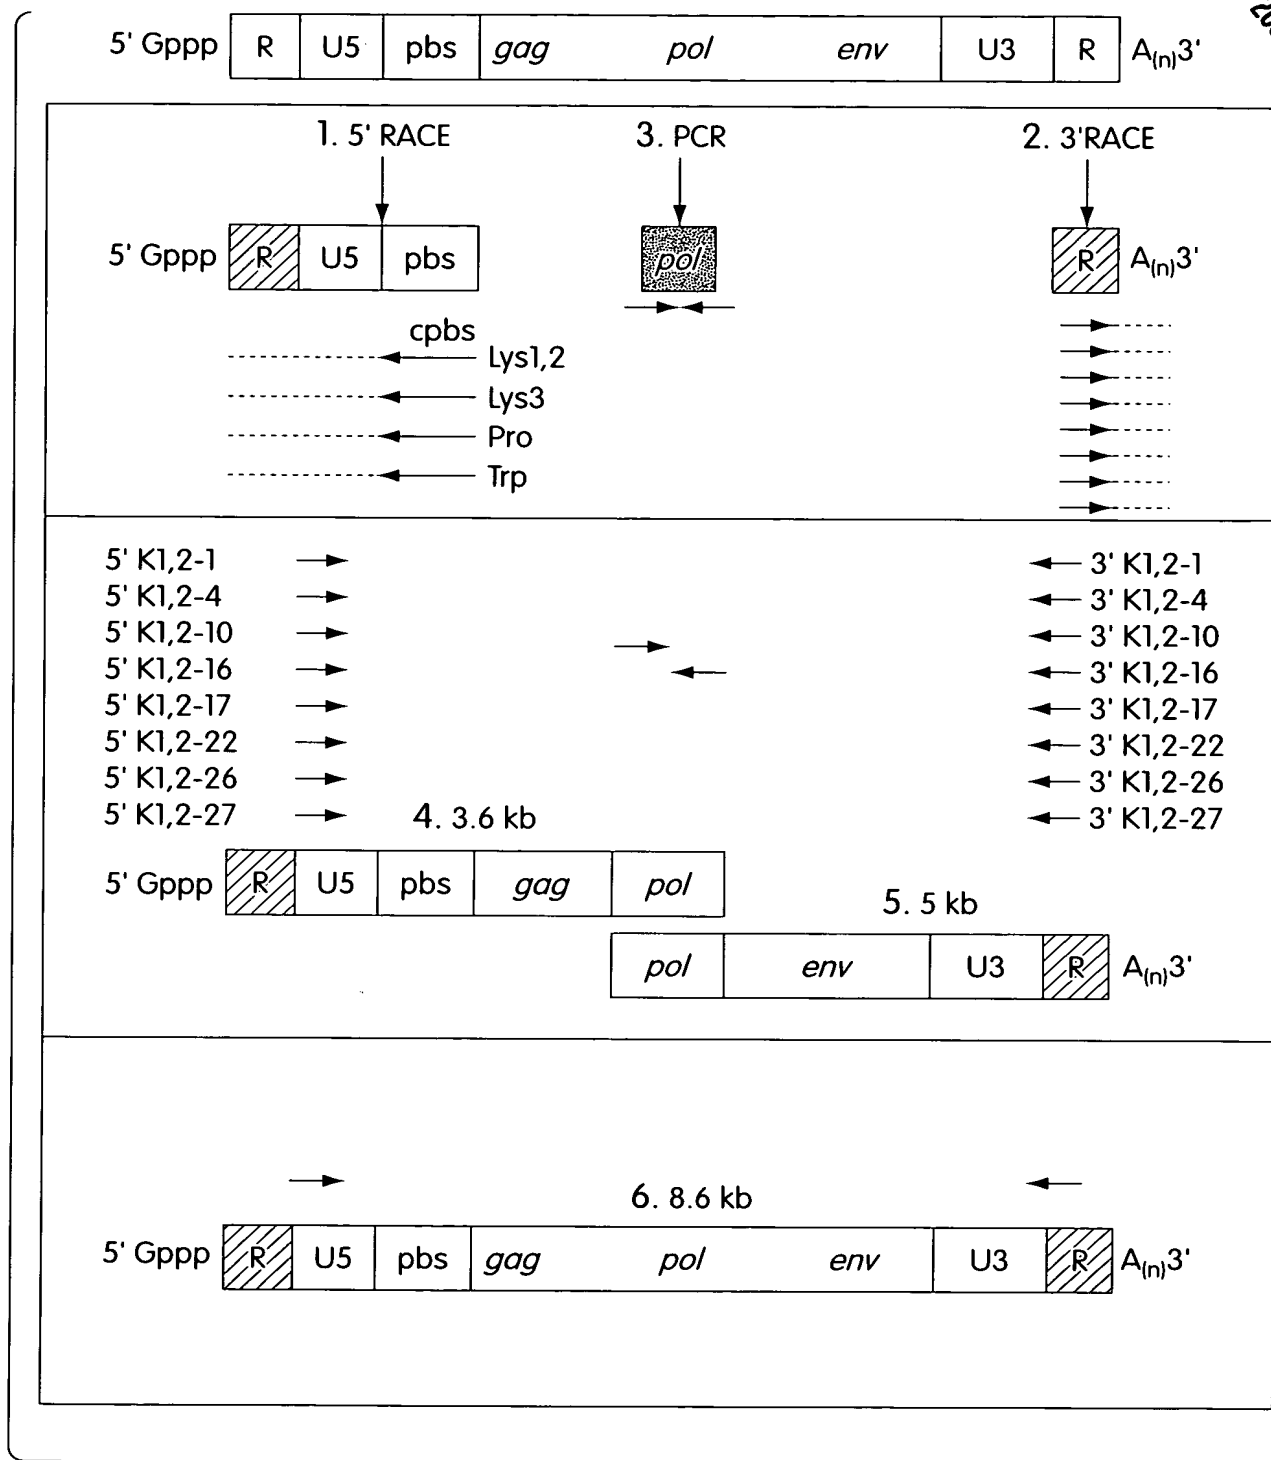 5' Gppp R U5 pbs gag pol env U3 R A(n)3'
1. 5' RACE 3. PCR 2. 3'RACE
5' Gppp R U5 pbs pol R A(n)3'
cpbs
Lys1,2
Lys3
Pro
Trp
5' K1,2-1 3' K1,2-1
5' K1,2-4 3' K1,2-4
5' K1,2-10 3' K1,2-10
5' K1,2-16 3' K1,2-16
5' K1,2-17 3' K1,2-17
5' K1,2-22 3' K1,2-22
5' K1,2-26 3' K1,2-26
5' K1,2-27 3' K1,2-27
4. 3.6 kb
5' Gppp R U5 pbs gag pol
5. 5 kb
pol env U3 R A(n)3'
6. 8.6 kb
5' Gppp R U5 pbs gag pol env U3 R A(n)3'